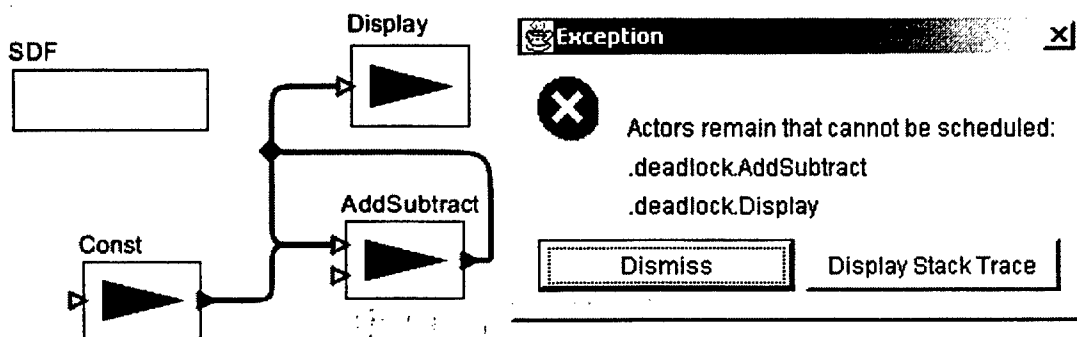 SDF
Display
AddSubtract
Const
Exception
Actors remain that cannot be scheduled:
.deadlock.AddSubtract
.deadlock.Display
Dismiss
Display Stack Trace